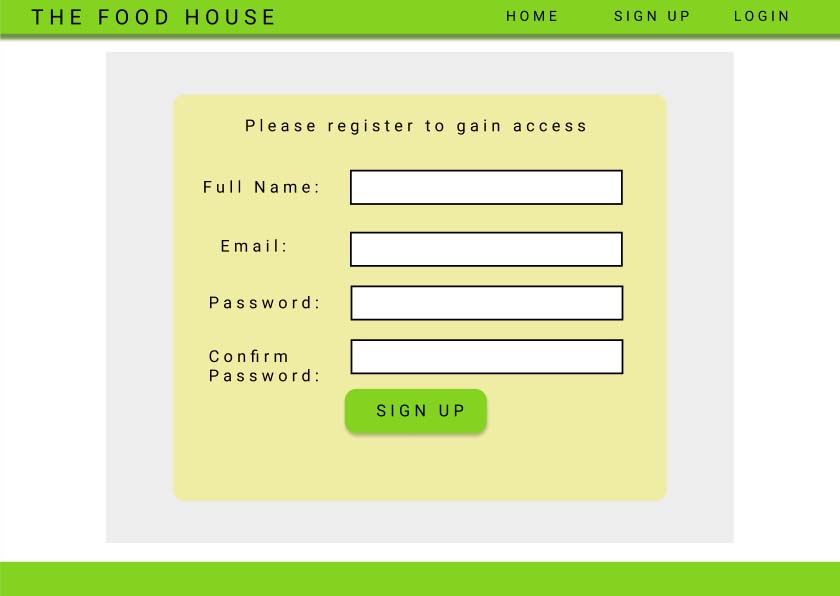 THE FOOD HOUSE
HOME SIGN UP LOGIN
Please register to gain access
Full Name:
Email:
Password:
Confirm
Password:
SIGN UP